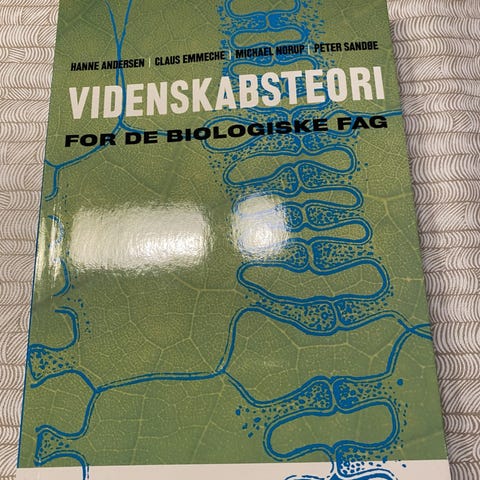 HANNE ANDERSEN | CLAUS EMMECHE | MICHAEL NORUP | PETER SANDØE
VIDENSKABSTEORI
FOR DE BIOLOGISKE FAG